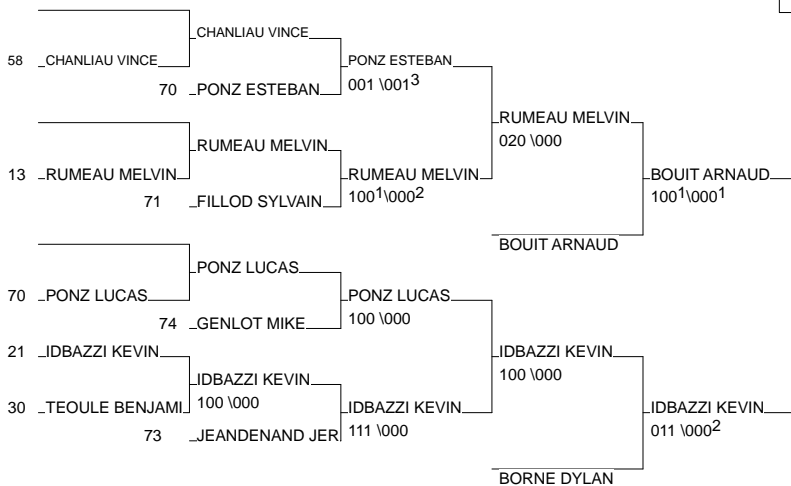 CHANLIAU VINCE
58 CHANLIAU VINCE PONZ ESTEBAN
70 PONZ ESTEBAN 001 \001³
RUMEAU MELVIN
020 \000
RUMEAU MELVIN
13 RUMEAU MELVIN RUMEAU MELVIN BOUIT ARNAUD
71 FILLOD SYLVAIN 100¹\000² 100¹\000¹
BOUIT ARNAUD
PONZ LUCAS
70 PONZ LUCAS PONZ LUCAS
74 GENLOT MIKE 100 \000
21 IDBAZZI KEVIN IDBAZZI KEVIN
100 \000
IDBAZZI KEVIN
100 \000
30 TEOULE BENJAMI IDBAZZI KEVIN IDBAZZI KEVIN
73 JEANDENAND JER 111 \000 011 \000²
BORNE DYLAN